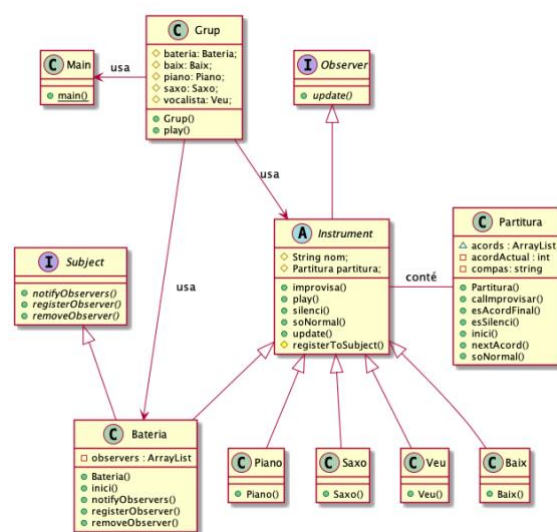 C Grup
bateria: Bateria;
baix: Baix;
piano: Piano;
saxo: Saxo;
vocalista: Veu;
Grup()
play()
C Main
main()
usa
I Observer
update()
usa
A Instrument
String nom;
Partitura partitura;
improvisa()
play()
silenci()
soNormal()
update()
registerToSubject()
conté
C Partitura
acords : ArrayList
acordActual : int
compas: string
Partitura()
calImprovisar()
esAcordFinal()
esSilenci()
inici()
nextAcord()
soNormal()
I Subject
notifyObservers()
registerObserver()
removeObserver()
usa
C Bateria
observers : ArrayList
Bateria()
inici()
notifyObservers()
registerObserver()
removeObserver()
C Piano
Piano()
C Saxo
Saxo()
C Veu
Veu()
C Baix
Baix()